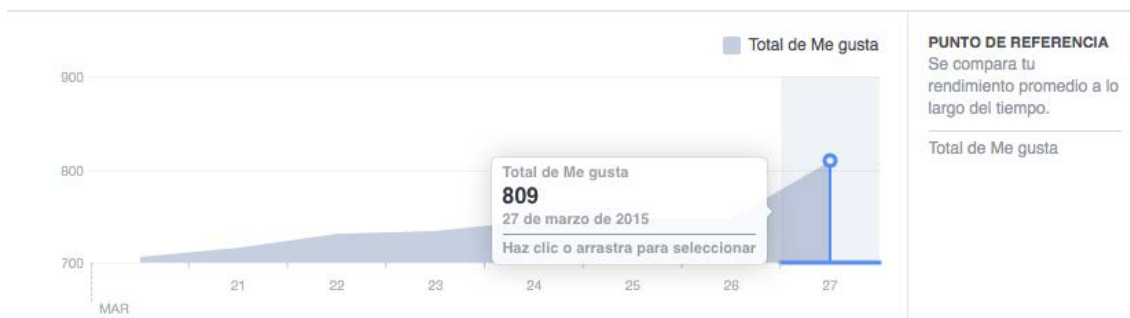 Total de Me gusta
900
800
700
Total de Me gusta
809
27 de marzo de 2015
Haz clic o arrastra para seleccionar
21 22 23 24 25 26 27
MAR
PUNTO DE REFERENCIA
Se compara tu
rendimiento promedio a lo
largo del tiempo.
Total de Me gusta